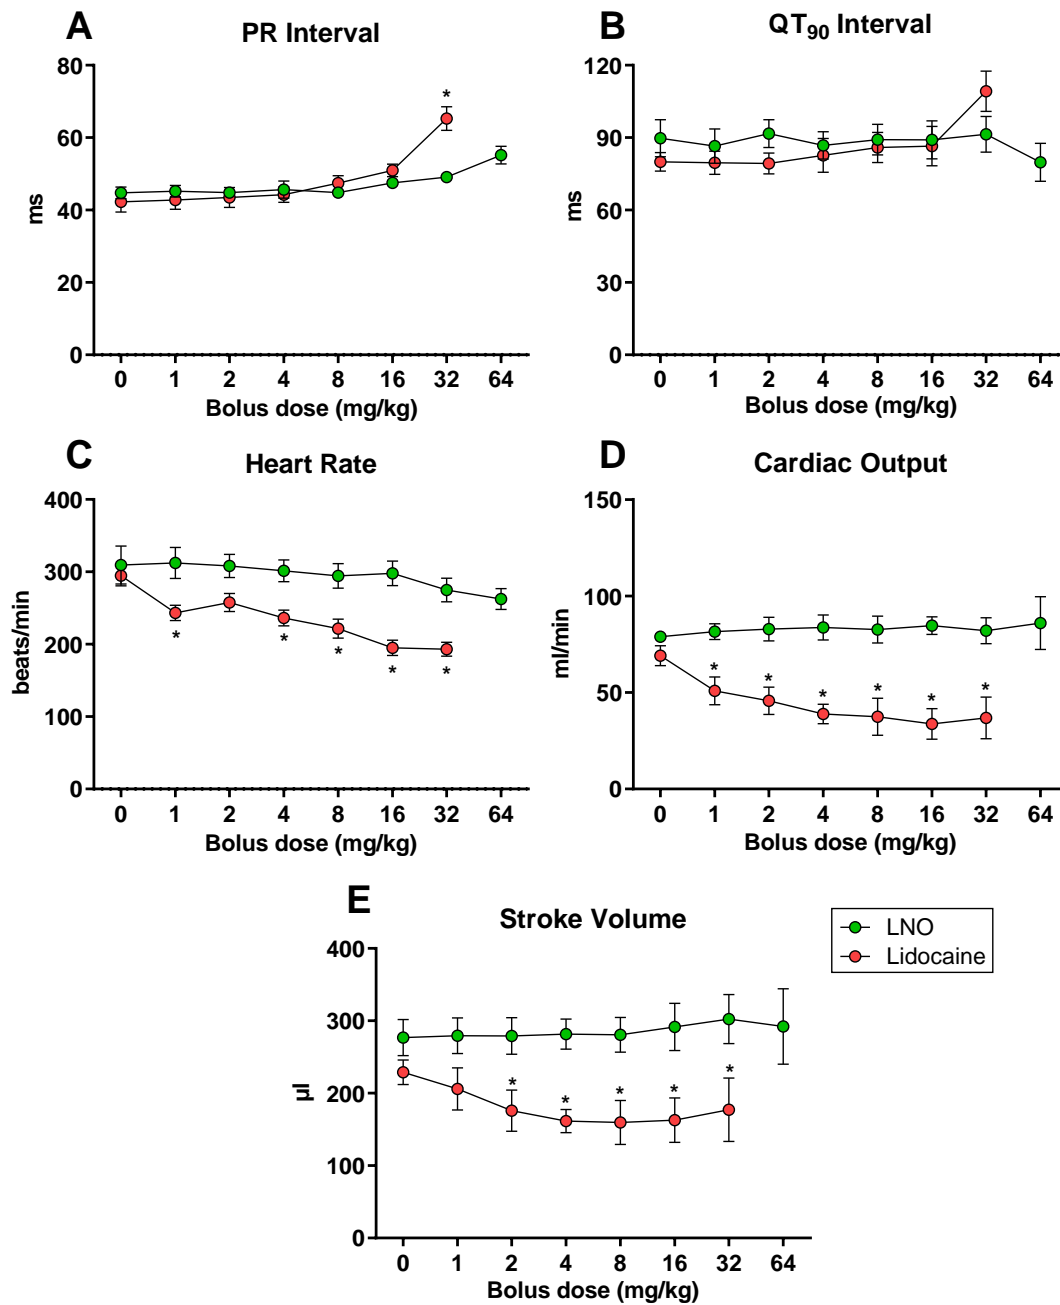 A
PR Interval
80
60
40
20
0
ms
*
0 1 2 4 8 16 32 64
Bolus dose (mg/kg)
B
QT90 Interval
120
90
60
30
0
ms
0 1 2 4 8 16 32 64
Bolus dose (mg/kg)
C
Heart Rate
400
300
200
100
0
beats/min
* * * * *
0 1 2 4 8 16 32 64
Bolus dose (mg/kg)
D
Cardiac Output
150
100
50
0
ml/min
* * * * * *
0 1 2 4 8 16 32 64
Bolus dose (mg/kg)
E
Stroke Volume
400
300
200
100
0
µl
* * * * *
0 1 2 4 8 16 32 64
Bolus dose (mg/kg)
LNO
Lidocaine